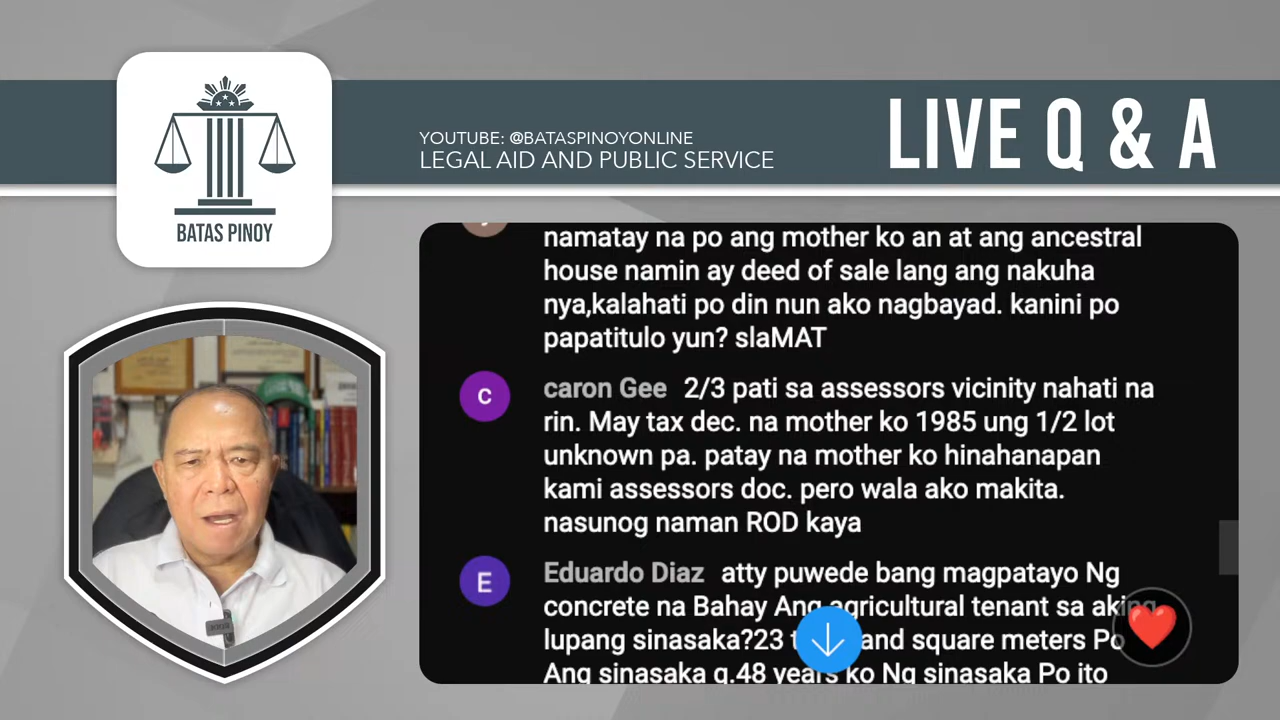 BATAS PINOY
YOUTUBE: @BATASPINOYONLINE
LEGAL AID AND PUBLIC SERVICE
LIVE Q & A
namatay na po ang mother ko an at ang ancestral
house namin ay deed of sale lang ang nakuha
nya,kalahati po din nun ako nagbayad. kanini po
papatitulo yun? slaMAT
C
caron Gee 2/3 pati sa assessors vicinity nahati na
rin. May tax dec. na mother ko 1985 ung 1/2 lot
unknown pa. patay na mother ko hinahanapan
kami assessors doc. pero wala ako makita.
nasunog naman ROD kaya
E
Eduardo Diaz atty puwede bang magpatayo Ng
concrete na Bahay Ang agricultural tenant sa aking
lupang sinasaka?23 square meters Po
Ang sinasaka q.48 years ko Ng sinasaka Po ito